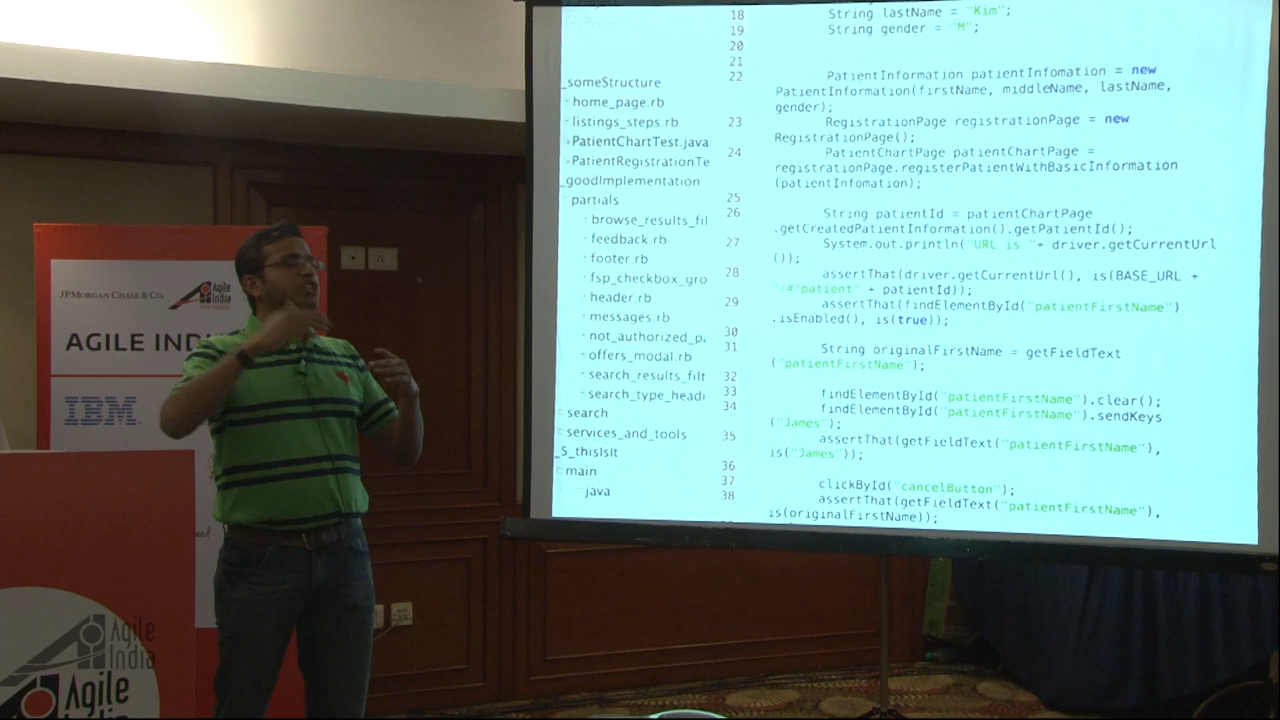 JPMORGAN CHASE & CO.
Agile
India
AGILE INDI
IBM
Agile
India
Agile
India
_someStructure
home_page.rb
listings_steps.rb
PatientChartTest.java
PatientRegistrationTe
_goodImplementation
partials
browse_results_fil
feedback.rb
footer.rb
fsp_checkbox_gro
header.rb
messages.rb
not_authorized_p
offers_modal.rb
search_results_filt
search_type_headi
search
services_and_tools
_5_thisIsIt
main
java
18 String lastName = "Kim";
19 String gender = "M";
20
21
22 PatientInformation patientInfomation = new
PatientInformation(firstName, middleName, lastName,
gender);
23 RegistrationPage registrationPage = new
RegistrationPage();
24 PatientChartPage patientChartPage =
registrationPage.registerPatientWithBasicInformation
(patientInfomation);
25
26 String patientId = patientChartPage
.getCreatedPatientInformation().getPatientId();
27 System.out.println("URL is "+ driver.getCurrentUrl
());
28 assertThat(driver.getCurrentUrl(), is(BASE_URL +
"/#/patient" + patientId));
29 assertThat(findElementById("patientFirstName")
.isEnabled(), is(true));
30
31 String originalFirstName = getFieldText
("patientFirstName");
32
33 findElementById("patientFirstName").clear();
34 findElementById("patientFirstName").sendKeys
("James");
35 assertThat(getFieldText("patientFirstName"),
is("James"));
36
37 clickById("cancelButton");
38 assertThat(getFieldText("patientFirstName"),
is(originalFirstName));